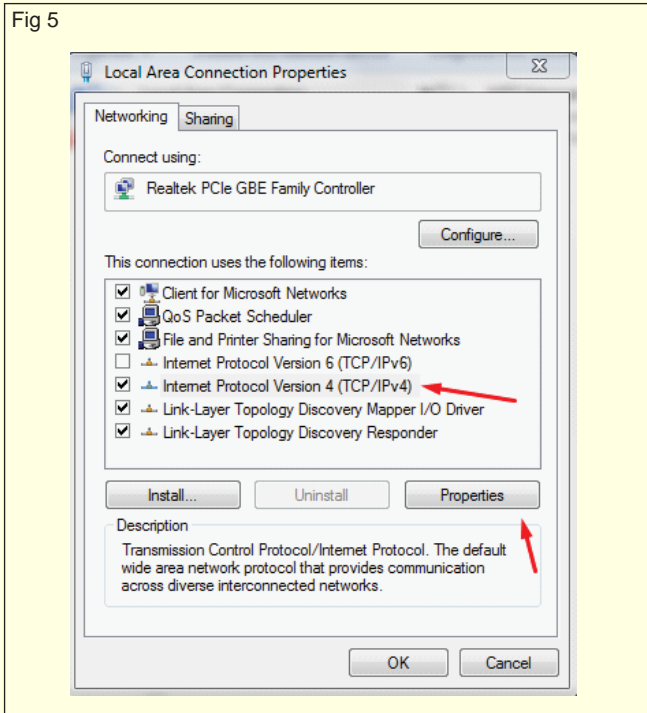 Fig 5
Local Area Connection Properties
Networking Sharing
Connect using:
Realtek PCIe GBE Family Controller
Configure...
This connection uses the following items:
Client for Microsoft Networks
QoS Packet Scheduler
File and Printer Sharing for Microsoft Networks
Internet Protocol Version 6 (TCP/IPv6)
Internet Protocol Version 4 (TCP/IPv4)
Link-Layer Topology Discovery Mapper I/O Driver
Link-Layer Topology Discovery Responder
Install... Uninstall Properties
Description
Transmission Control Protocol/Internet Protocol. The default
wide area network protocol that provides communication
across diverse interconnected networks.
OK Cancel